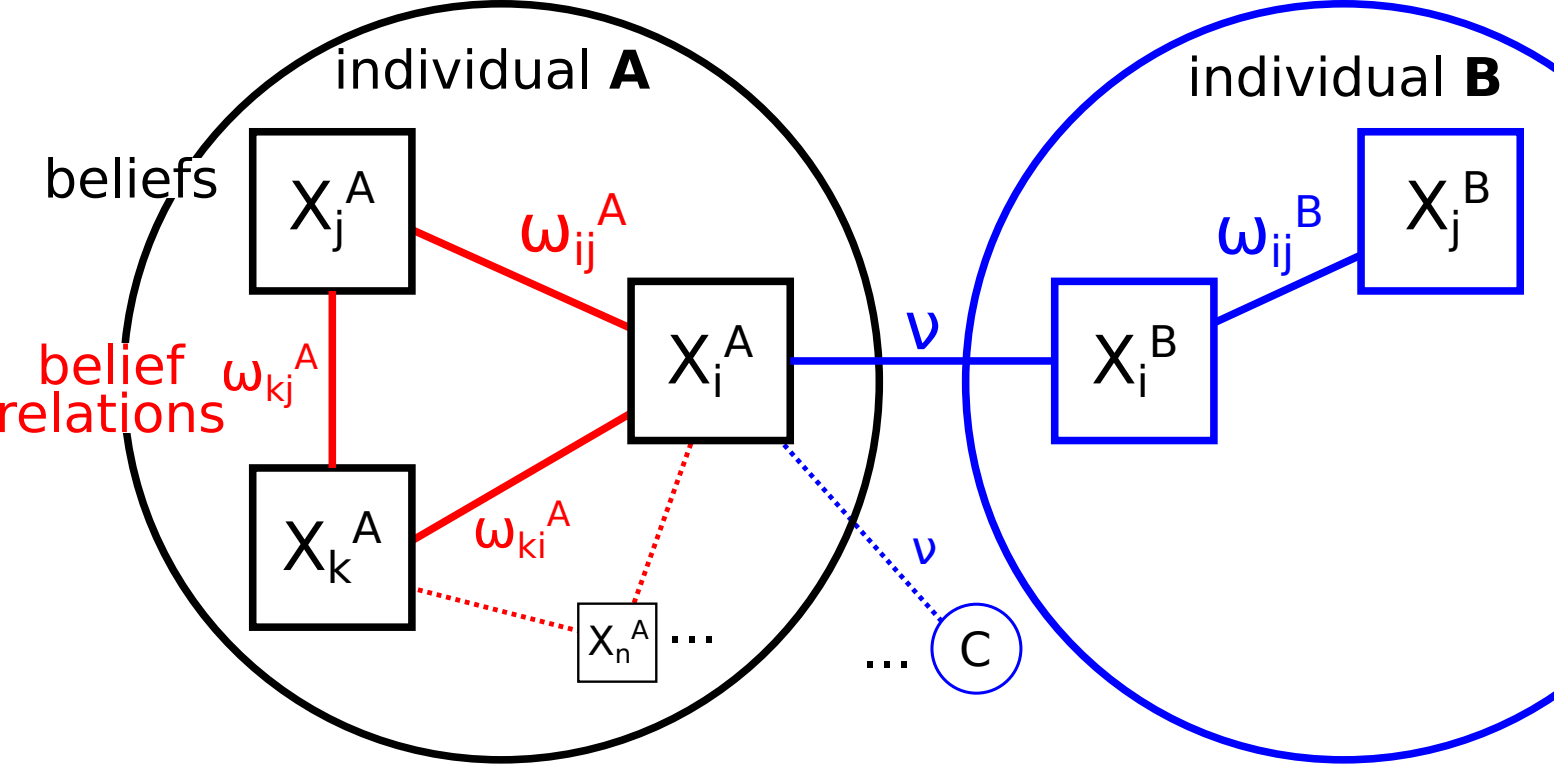 individual A
individual B
beliefs
X_j^A
ω_ij^A
ω_ij^B
X_j^B
belief
relations
ω_kj^A
X_i^A
ν
X_i^B
X_k^A
ω_ki^A
ν
X_n^A ...
... C